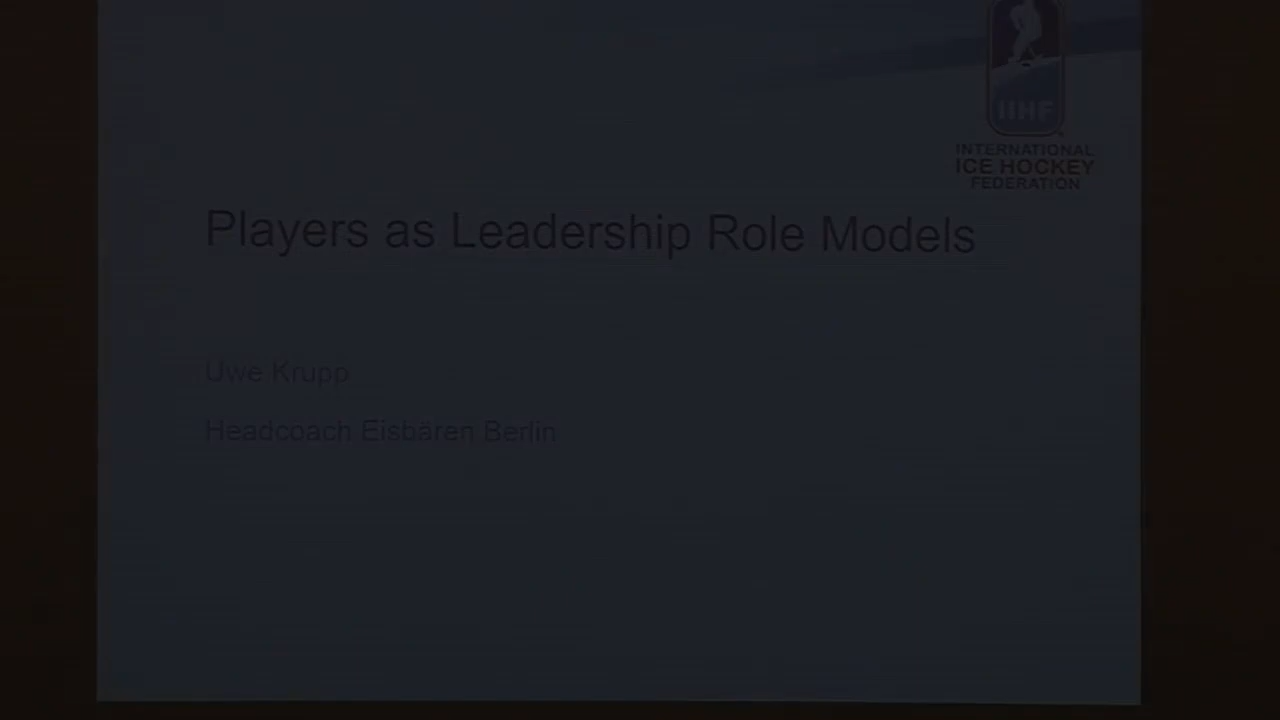 IIHF
INTERNATIONAL
ICE HOCKEY
FEDERATION
Players as Leadership Role Models
Uwe Krupp
Headcoach Eisbären Berlin